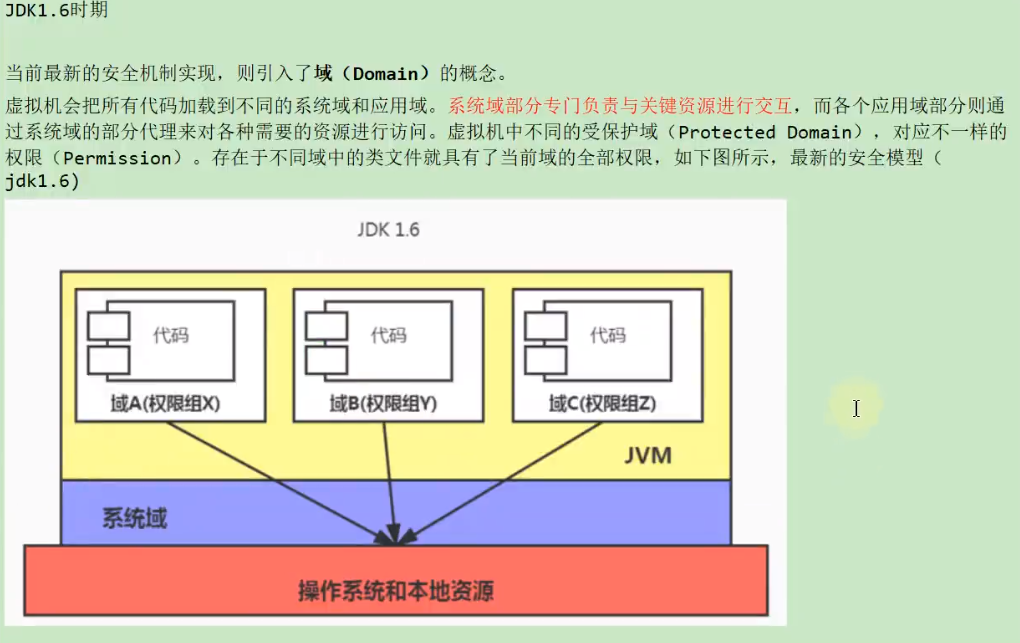 JDK1.6时期
当前最新的安全机制实现，则引入了域（Domain）的概念。
虚拟机会把所有代码加载到不同的系统域和应用域。系统域部分专门负责与关键资源进行交互，而各个应用域部分则通
过系统域的部分代理来对各种需要的资源进行访问。虚拟机中不同的受保护域（Protected Domain），对应不一样的
权限（Permission）。存在于不同域中的类文件就具有了当前域的全部权限，如下图所示，最新的安全模型（
jdk1.6)
JDK 1.6
代码
代码
代码
域A(权限组X)
域B(权限组Y)
域C(权限组Z)
JVM
系统域
操作系统和本地资源